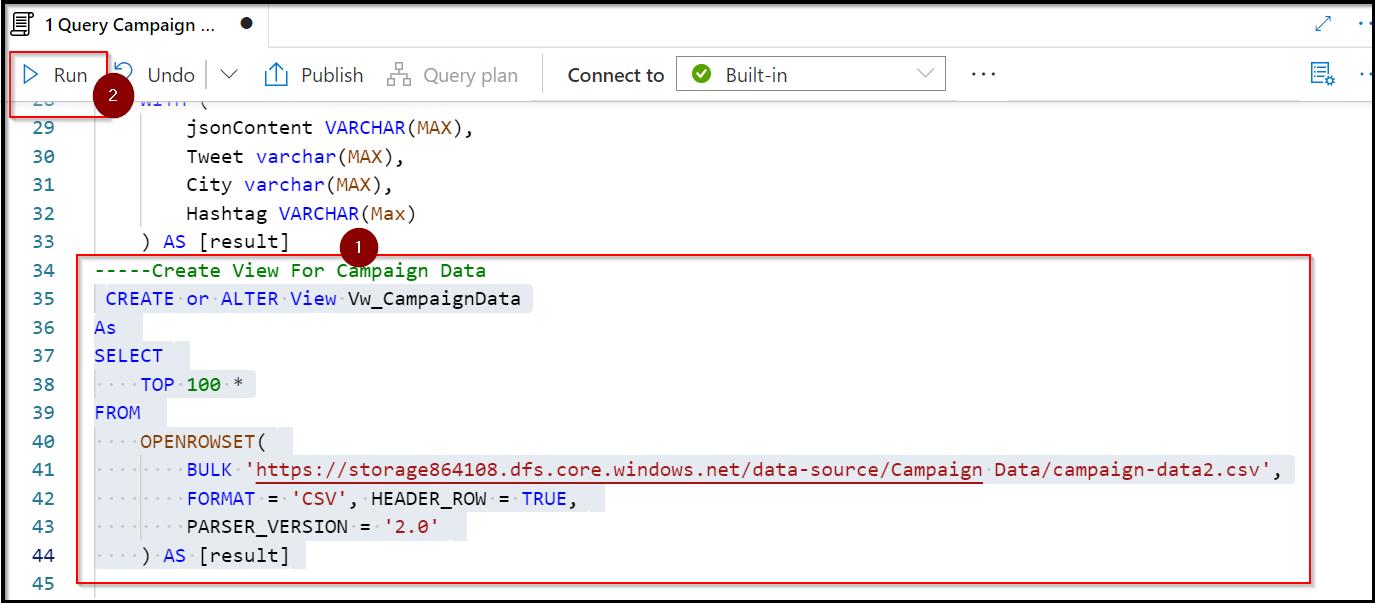 1 Query Campaign ...
Run
Undo
Publish
Query plan
Connect to
Built-in
2
28 WITH (
29 jsonContent VARCHAR(MAX),
30 Tweet varchar(MAX),
31 City varchar(MAX),
32 Hashtag VARCHAR(Max)
33 ) AS [result]
1
34 -----Create View For Campaign Data
35 CREATE or ALTER View Vw_CampaignData
36 As
37 SELECT
38 TOP 100 *
39 FROM
40 OPENROWSET(
41 BULK 'https://storage864108.dfs.core.windows.net/data-source/Campaign Data/campaign-data2.csv',
42 FORMAT = 'CSV', HEADER_ROW = TRUE,
43 PARSER_VERSION = '2.0'
44 ) AS [result]
45